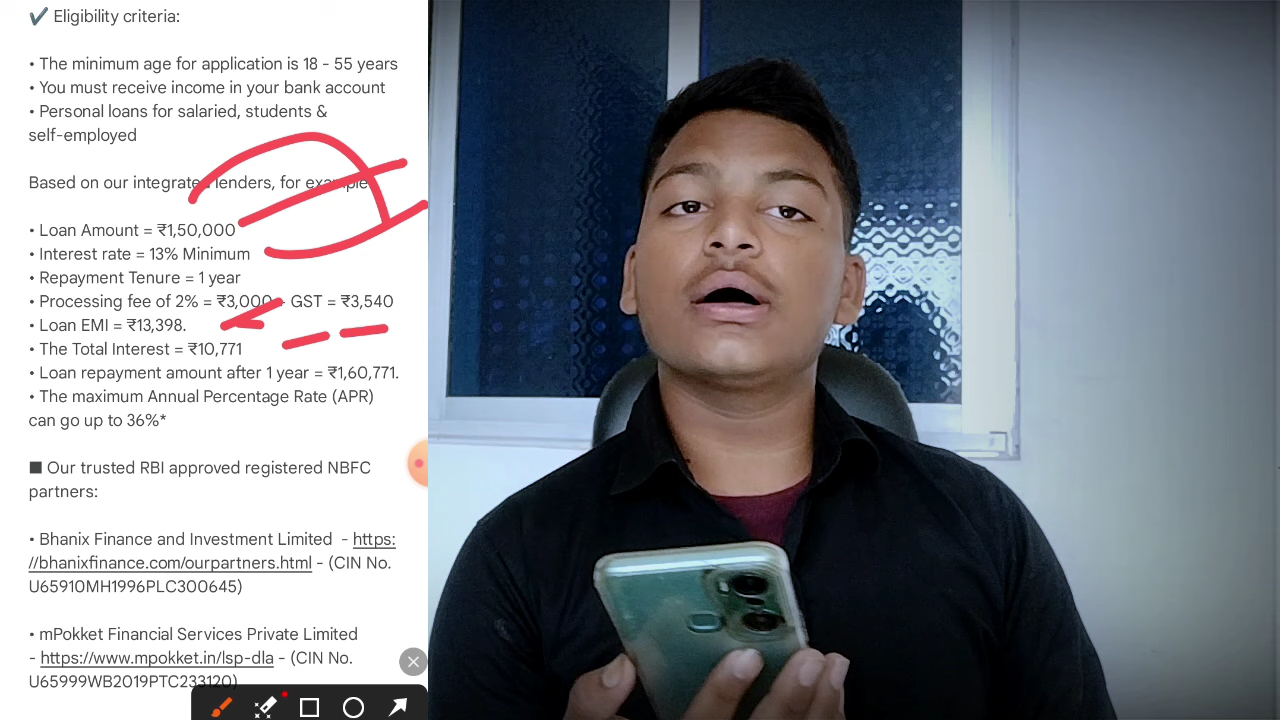 ✔ Eligibility criteria:
• The minimum age for application is 18 - 55 years
• You must receive income in your bank account
• Personal loans for salaried, students &
self-employed
Based on our integrated lenders, for example
• Loan Amount = ₹1,50,000
• Interest rate = 13% Minimum
• Repayment Tenure = 1 year
• Processing fee of 2% = ₹3,000 + GST = ₹3,540
• Loan EMI = ₹13,398.
• The Total Interest = ₹10,771
• Loan repayment amount after 1 year = ₹1,60,771.
• The maximum Annual Percentage Rate (APR)
can go up to 36%*
■ Our trusted RBI approved registered NBFC
partners:
• Bhanix Finance and Investment Limited - https:
//bhanixfinance.com/ourpartners.html - (CIN No.
U65910MH1996PLC300645)
• mPokket Financial Services Private Limited
- https://www.mpokket.in/lsp-dla - (CIN No.
U65999WB2019PTC233120)